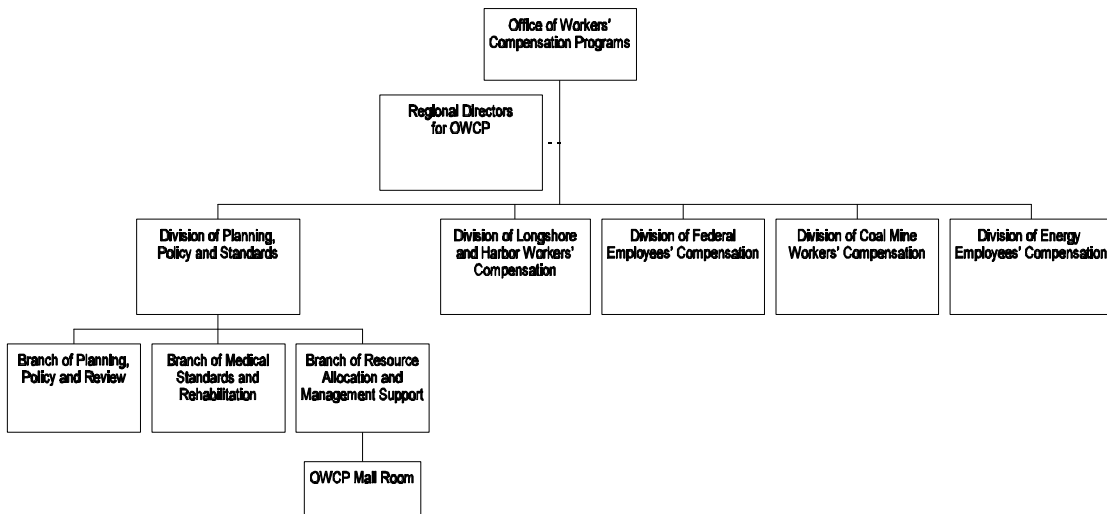 Office of Workers'
Compensation Programs
Regional Directors
for OWCP
Division of Planning,
Policy and Standards
Division of Longshore
and Harbor Workers'
Compensation
Division of Federal
Employees' Compensation
Division of Coal Mine
Workers' Compensation
Division of Energy
Employees' Compensation
Branch of Planning,
Policy and Review
Branch of Medical
Standards and
Rehabilitation
Branch of Resource
Allocation and
Management Support
OWCP Mail Room